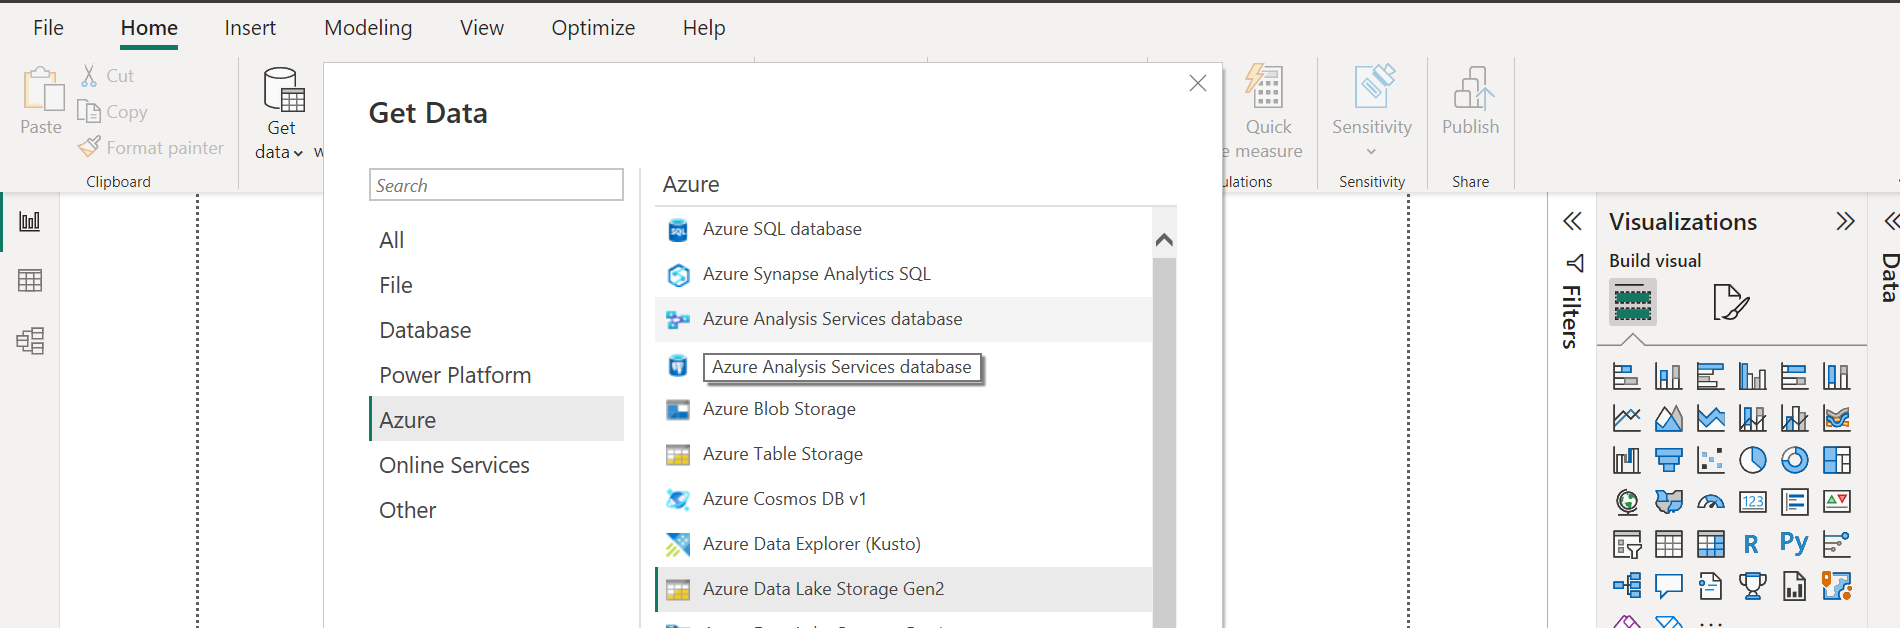 File Home Insert Modeling View Optimize Help
Paste
Cut
Copy
Format painter
Clipboard
Get
data
Get Data
Search
All
File
Database
Power Platform
Azure
Online Services
Other
Azure
Azure SQL database
Azure Synapse Analytics SQL
Azure Analysis Services database
Azure Analysis Services database
Azure Blob Storage
Azure Table Storage
Azure Cosmos DB v1
Azure Data Explorer (Kusto)
Azure Data Lake Storage Gen2
Quick
measure
Sensitivity
Sensitivity
Publish
Share
Filters
Visualizations
Build visual
123
R
Py
Data